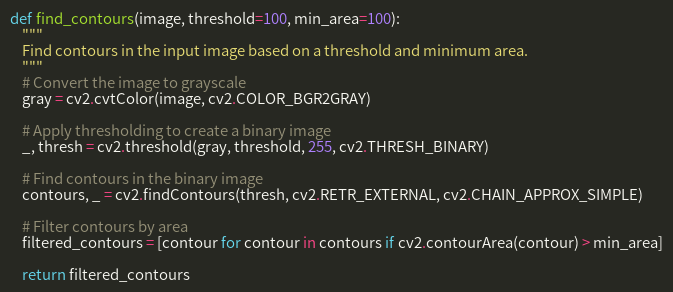 def find_contours(image, threshold=100, min_area=100):
"""
Find contours in the input image based on a threshold and minimum area.
"""
# Convert the image to grayscale
gray = cv2.cvtColor(image, cv2.COLOR_BGR2GRAY)
# Apply thresholding to create a binary image
_, thresh = cv2.threshold(gray, threshold, 255, cv2.THRESH_BINARY)
# Find contours in the binary image
contours, _ = cv2.findContours(thresh, cv2.RETR_EXTERNAL, cv2.CHAIN_APPROX_SIMPLE)
# Filter contours by area
filtered_contours = [contour for contour in contours if cv2.contourArea(contour) > min_area]
return filtered_contours